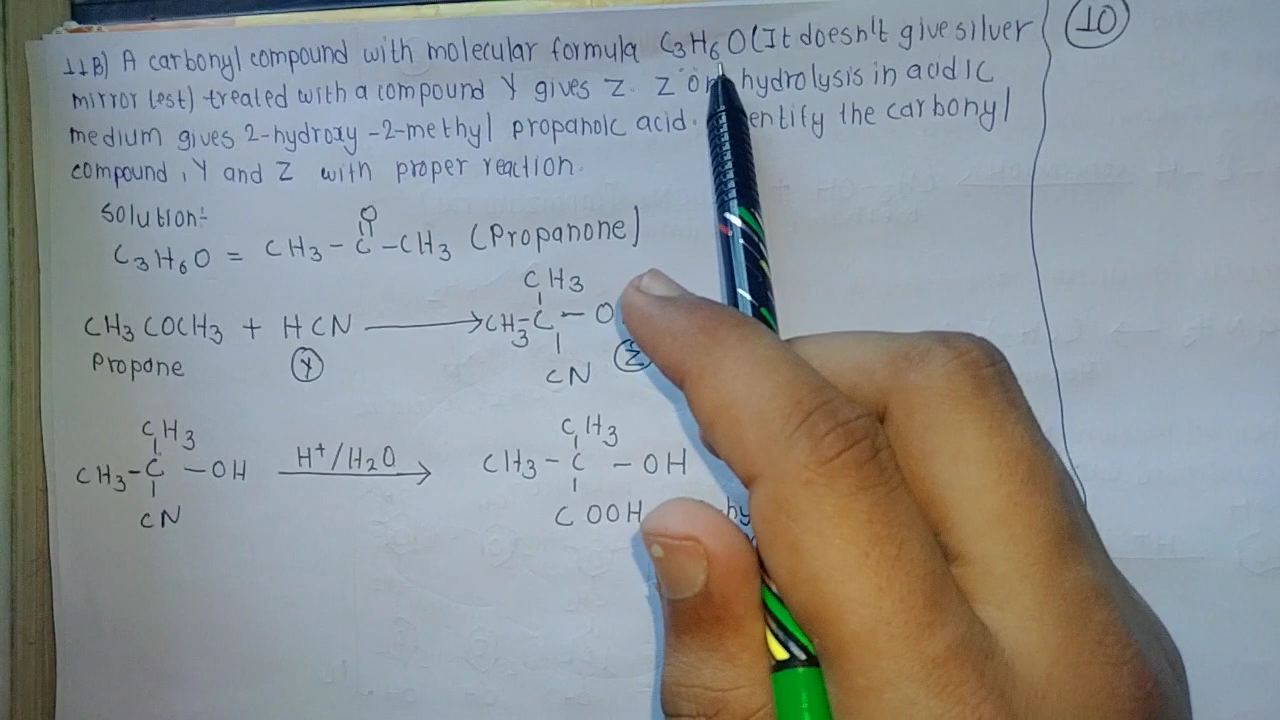 11B) A carbonyl compound with molecular formula C3H6O(It doesn't give silver
10
mirror test) treated with a compound Y gives Z. Z on hydrolysis in acidic
medium gives 2-hydroxy-2-methyl propanoic acid. entify the carbonyl
compound, Y and Z with proper reaction.
Solution:-
O
C3H6O = CH3-C-CH3 (Propanone)
CH3
CH3COCH3 + HCN → CH3-C-O
Propane Y Z
CN
CH3 CH3
CH3-C-OH H+/H2O → CH3-C-OH
CN COOH by